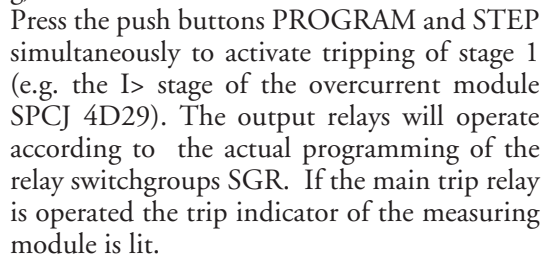 Press the push buttons PROGRAM and STEP
simultaneously to activate tripping of stage 1
(e.g. the I> stage of the overcurrent module
SPCJ 4D29). The output relays will operate
according to the actual programming of the
relay switchgroups SGR. If the main trip relay
is operated the trip indicator of the measuring
module is lit.